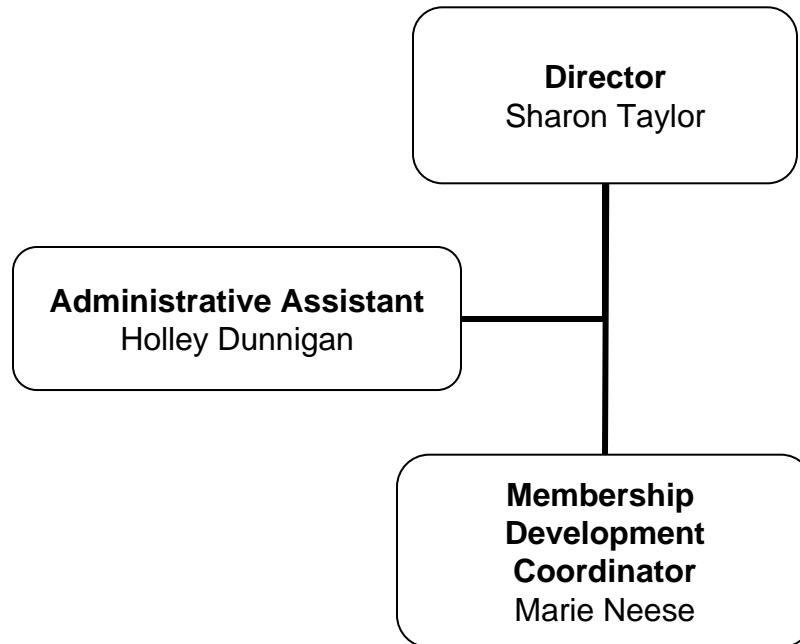 Director
Sharon Taylor
Administrative Assistant
Holley Dunnigan
Membership
Development
Coordinator
Marie Neese